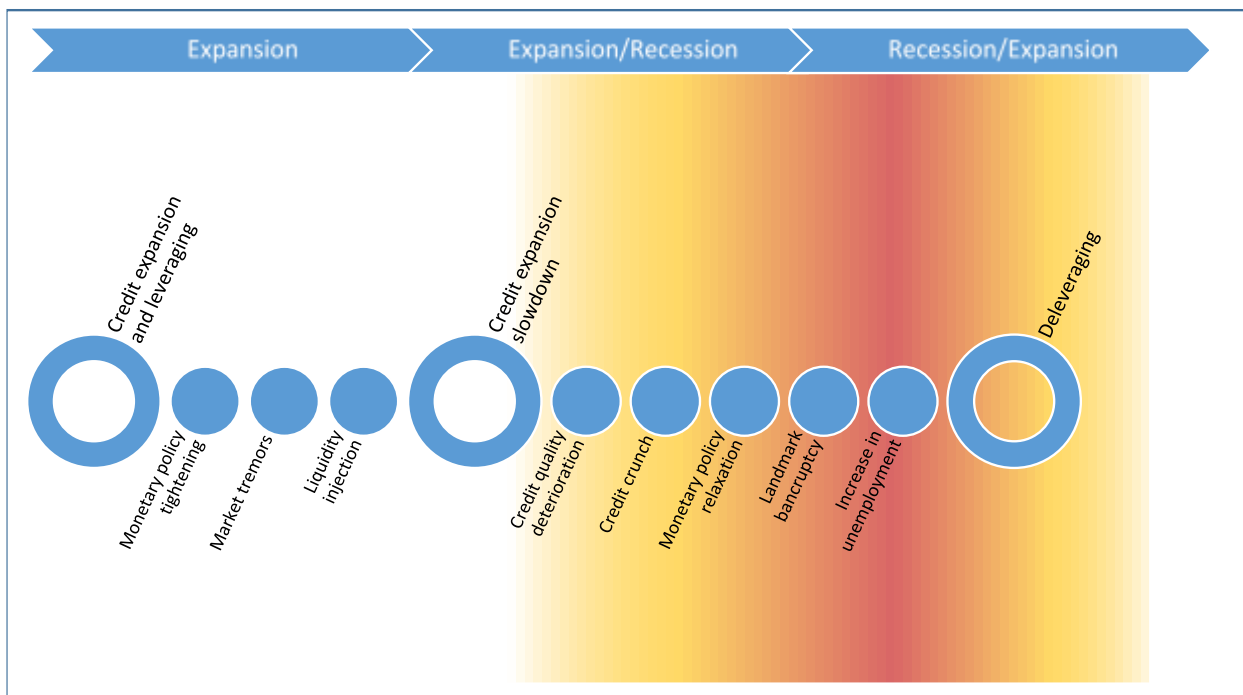 Expansion
Expansion/Recession
Recession/Expansion
Credit expansion
and leveraging
Monetary policy
tightening
Market tremors
Liquidity
injection
Credit expansion
slowdown
Credit quality
deterioration
Credit crunch
Monetary policy
relaxation
Landmark
bancruptcy
Increase in
unemployment
Deleveraging